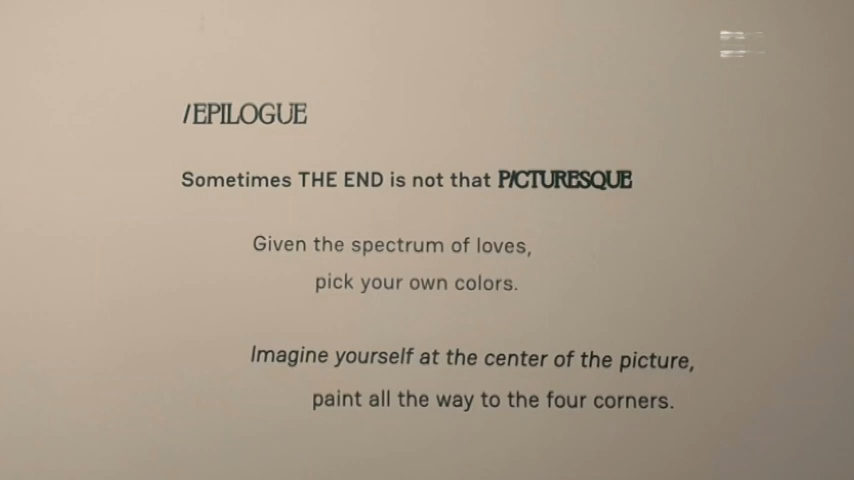 /EPILOGUE
Sometimes THE END is not that P/CTURESQUE
Given the spectrum of loves,
pick your own colors.
Imagine yourself at the center of the picture,
paint all the way to the four corners.